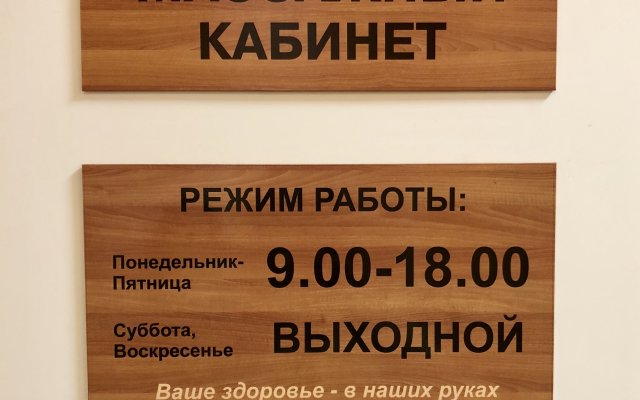 КАБИНЕТ
РЕЖИМ РАБОТЫ:
Понедельник-
Пятница
9.00-18.00
Суббота,
Воскресенье
ВЫХОДНОЙ
Ваше здоровье - в наших руках